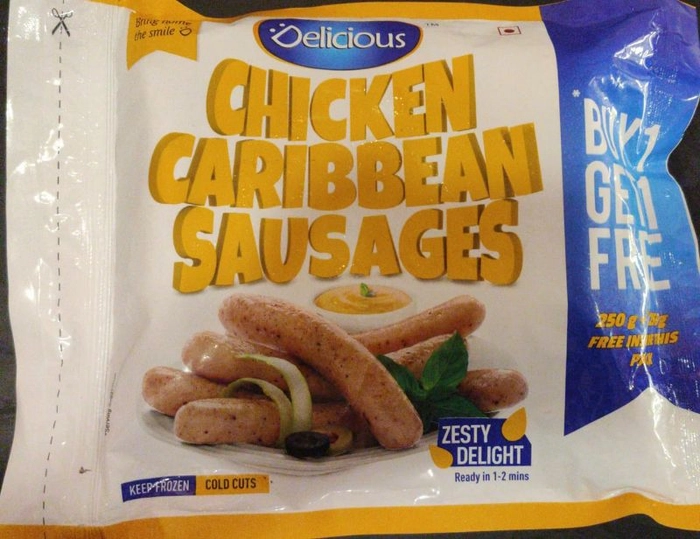 Bring home
the smile
Delicious
CHICKEN
CARIBBEAN
SAUSAGES
*BUY 1
GET 1
FREE
250 g
FREE IN THIS
ZESTY
DELIGHT
Ready in 1-2 mins
KEEP FROZEN
COLD CUTS